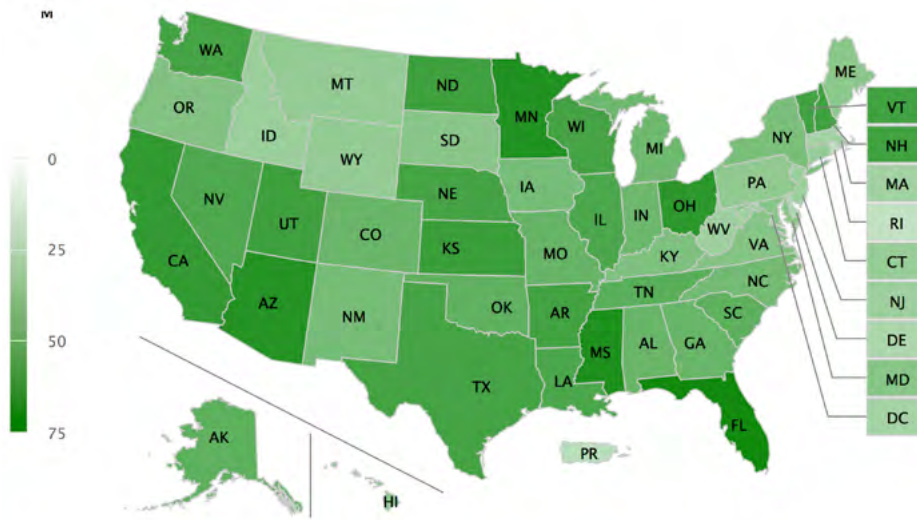 M
WA
MT
ND
MN
ME
VT
OR
ID
WI
NY
NH
0
WY
SD
MI
MA
IA
PA
25
NV
NE
IL
IN
OH
RI
UT
CO
WV
VA
CT
CA
KS
MO
KY
NJ
AZ
NM
OK
TN
NC
AR
SC
DE
50
MS
AL
GA
MD
TX
LA
DC
75
AK
FL
PR
HI